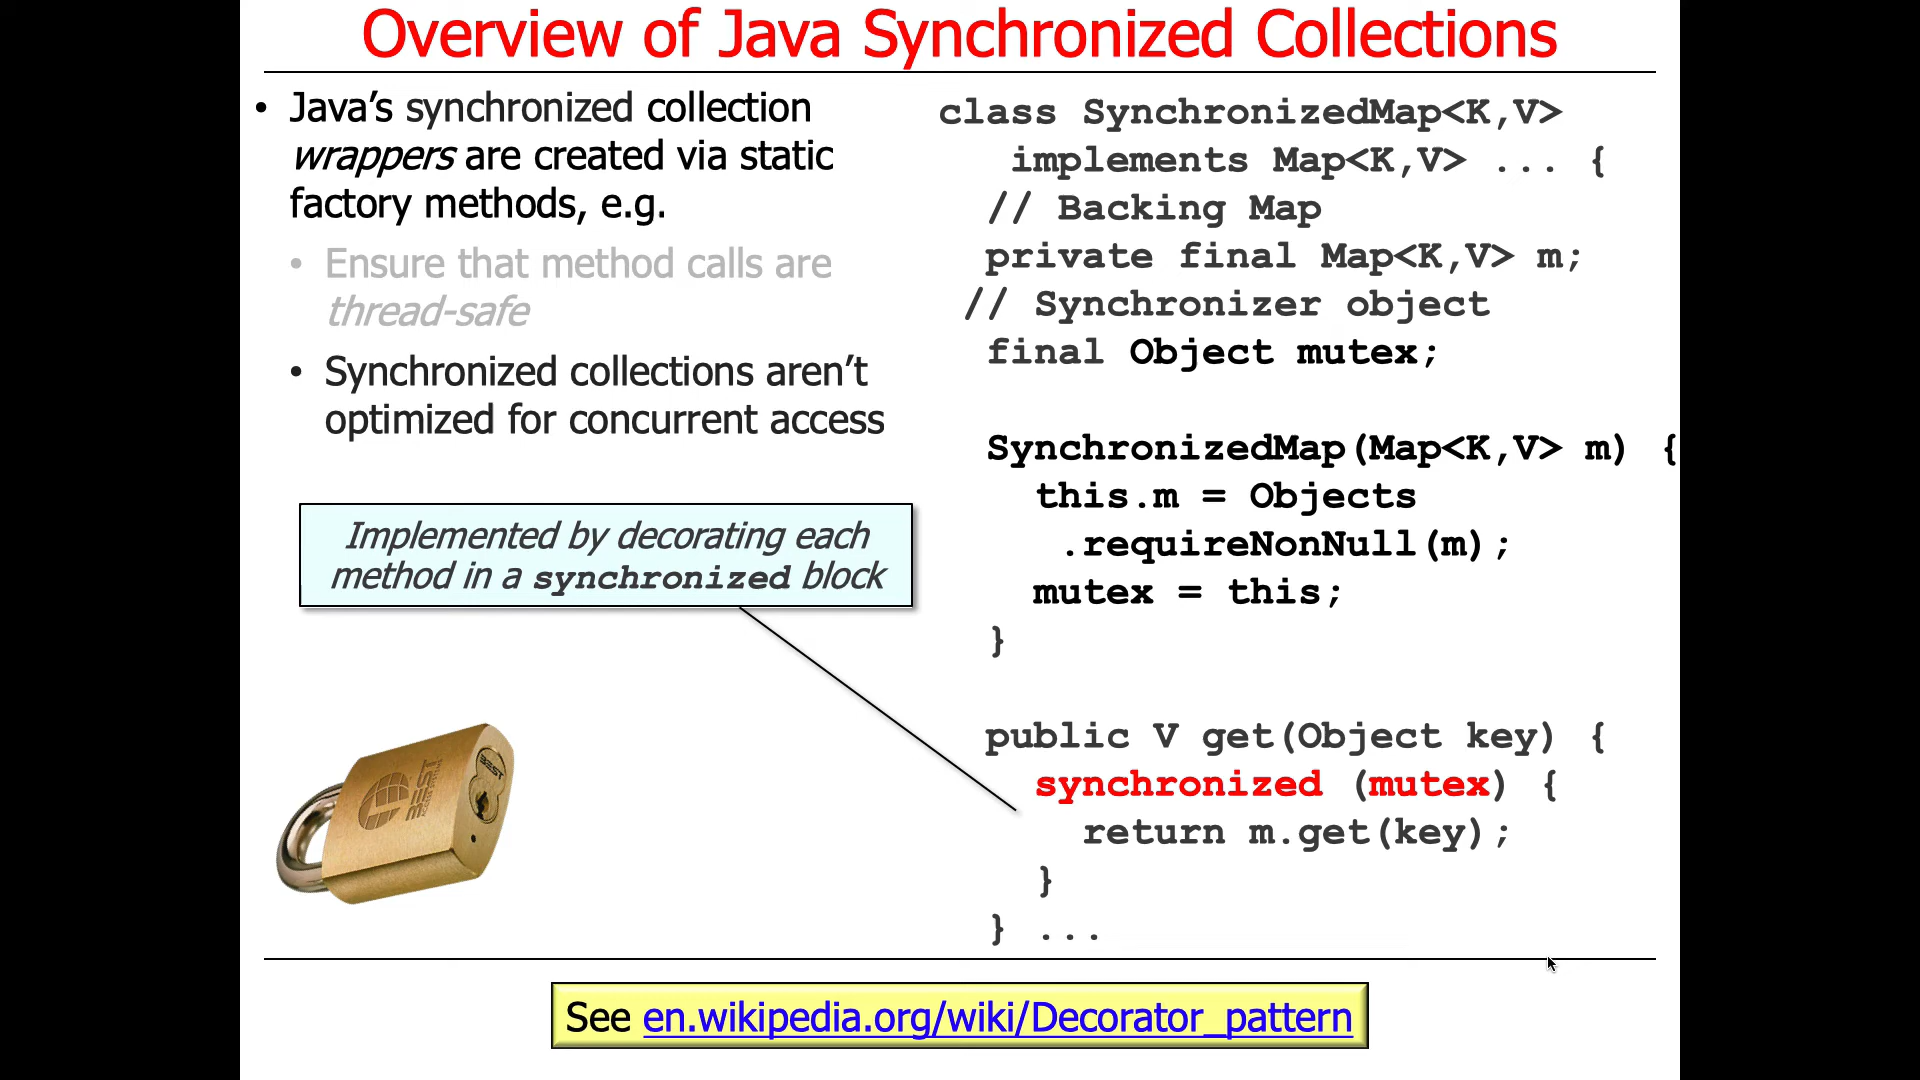 Overview of Java Synchronized Collections
• Java’s synchronized collection
wrappers are created via static
factory methods, e.g.
• Ensure that method calls are
thread-safe
• Synchronized collections aren’t
optimized for concurrent access
Implemented by decorating each
method in a synchronized block
BEST
BEST
class SynchronizedMap<K,V>
implements Map<K,V> ... {
// Backing Map
private final Map<K,V> m;
// Synchronizer object
final Object mutex;
SynchronizedMap(Map<K,V> m) {
this.m = Objects
.requireNonNull(m);
mutex = this;
}
public V get(Object key) {
synchronized (mutex) {
return m.get(key);
}
} ...
See en.wikipedia.org/wiki/Decorator_pattern